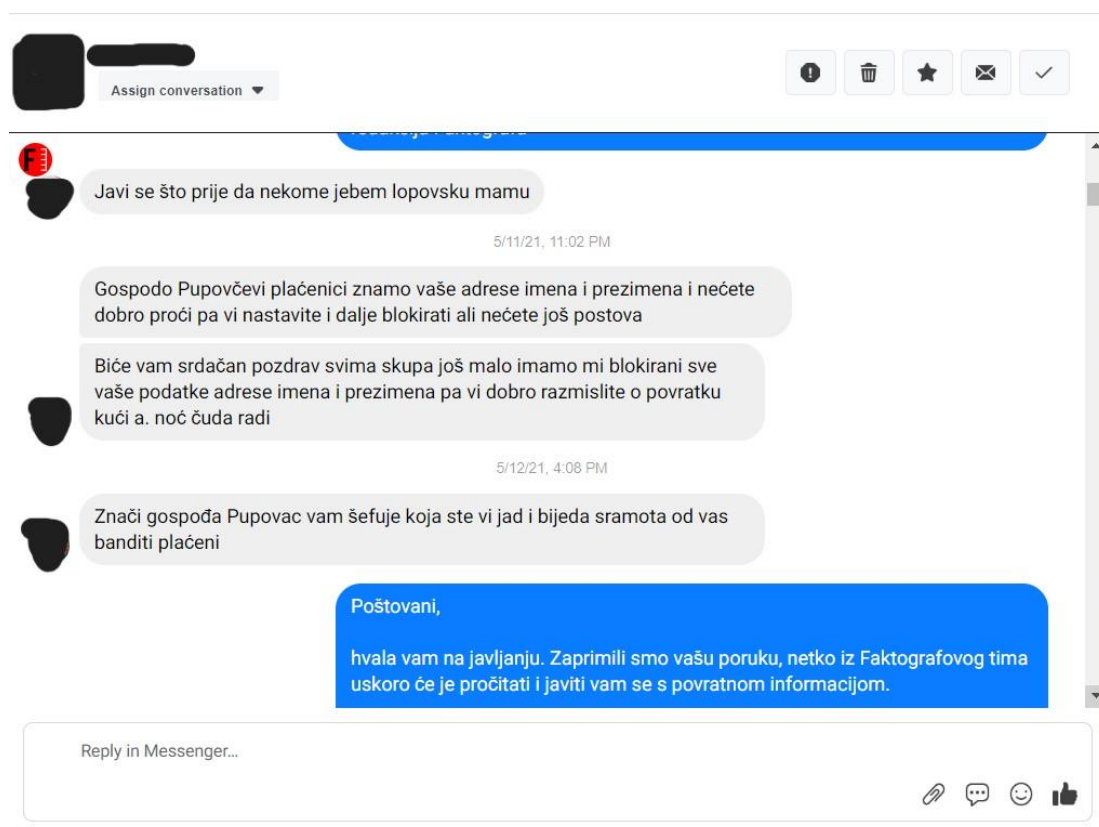 Assign conversation
F
Javi se što prije da nekome jebem lopovsku mamu
5/11/21, 11:02 PM
Gospodo Pupovčevi plaćenici znamo vaše adrese imena i prezimena i nećete
dobro proći pa vi nastavite i dalje blokirati ali nećete još postova
Biće vam srdačan pozdrav svima skupa još malo imamo mi blokirani sve
vaše podatke adrese imena i prezimena pa vi dobro razmislite o povratku
kući a. noć čuda radi
5/12/21, 4:08 PM
Znači gospođa Pupovac vam šefuje koja ste vi jad i bijeda sramota od vas
banditi plaćeni
Poštovani,
hvala vam na javljanju. Zaprimili smo vašu poruku, netko iz Faktografovog tima
uskoro će je pročitati i javiti vam se s povratnom informacijom.
Reply in Messenger...